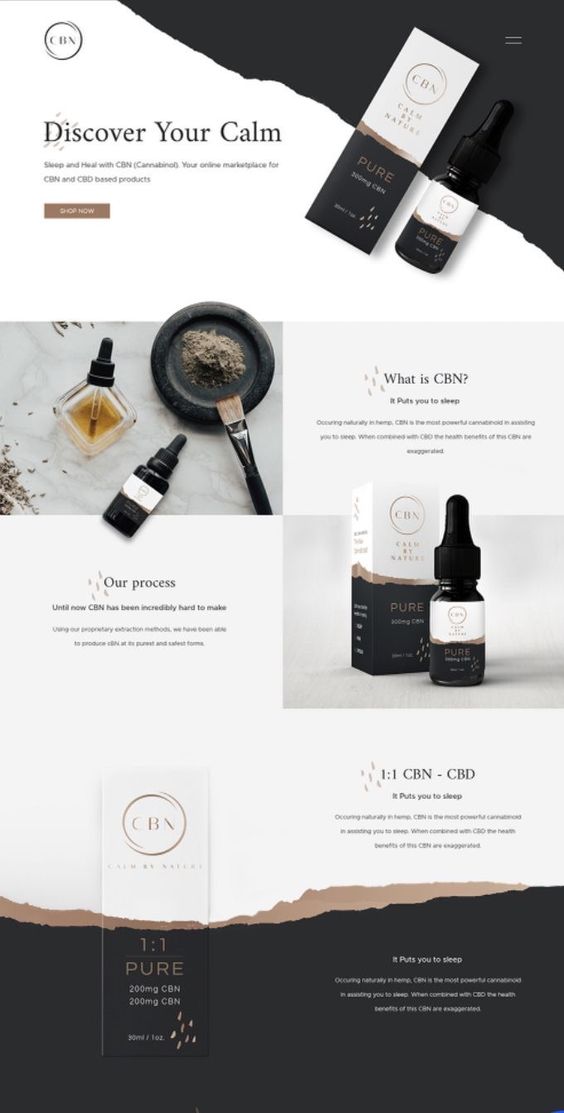 CBN
Discover Your Calm
Sleep and Heal with CBN (Cannabinol). Your online marketplace for
CBN and CBD based products
SHOP NOW
CBN
CALM
BY
NATURE
PURE
300mg CBN
30ml / 1oz.
CBN
PURE
300mg CBN
What is CBN?
It Puts you to sleep
Occuring naturally in hemp, CBN is the most powerful cannabinoid in assisting
you to sleep. When combined with CBD the health benefits of this CBN are
exaggerated.
Our process
Until now CBN has been incredibly hard to make
Using our proprietary extraction methods, we have been able
to produce cBN at its purest and safest forms.
CBN
CALM
BY
NATURE
PURE
300mg CBN
30ml / 1oz.
CBN
PURE
300mg CBN
1:1 CBN - CBD
It Puts you to sleep
Occuring naturally in hemp, CBN is the most powerful cannabinoid
in assisting you to sleep. When combined with CBD the health
benefits of this CBN are exaggerated.
CBN
CALM BY NATURE
1:1
PURE
200mg CBN
200mg CBN
30ml / 1oz.
It Puts you to sleep
Occuring naturally in hemp, CBN is the most powerful cannabinoid
in assisting you to sleep. When combined with CBD the health
benefits of this CBN are exaggerated.